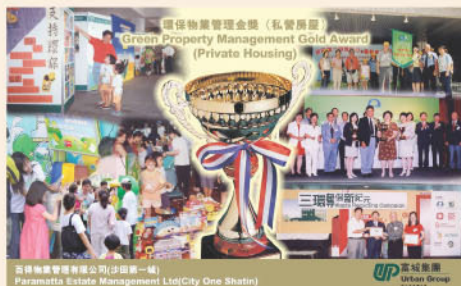 環保物業管理金獎（私營房屋）
Green Property Management Gold Award
(Private Housing)
百得物業管理有限公司(沙田第一城)
Paramatta Estate Management Ltd(City One Shatin)
UP
富城集團
Urban Group